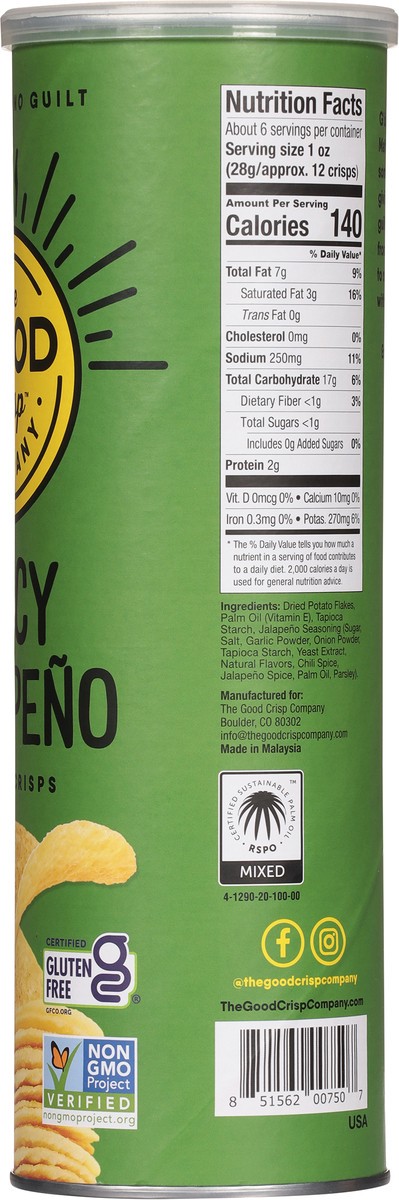 NO GUILT
OOD
™
ANY
CY
PEÑO
CRISPS
CERTIFIED
GLUTEN
FREE
GFCO.ORG
®
NON
GMO
Project
VERIFIED
nongmoproject.org
Nutrition Facts
About 6 servings per container
Serving size 1 oz
(28g/approx. 12 crisps)
Amount Per Serving
Calories 140
% Daily Value*
Total Fat 7g 9%
Saturated Fat 3g 16%
Trans Fat 0g
Cholesterol 0mg 0%
Sodium 250mg 11%
Total Carbohydrate 17g 6%
Dietary Fiber <1g 3%
Total Sugars <1g
Includes 0g Added Sugars 0%
Protein 2g
Vit. D 0mcg 0% • Calcium 10mg 0%
Iron 0.3mg 0% • Potas. 270mg 6%
* The % Daily Value tells you how much a
nutrient in a serving of food contributes
to a daily diet. 2,000 calories a day is
used for general nutrition advice.
Ingredients: Dried Potato Flakes,
Palm Oil (Vitamin E), Tapioca
Starch, Jalapeño Seasoning (Sugar,
Salt, Garlic Powder, Onion Powder,
Tapioca Starch, Yeast Extract,
Natural Flavors, Chili Spice,
Jalapeño Spice, Palm Oil, Parsley).
Manufactured for:
The Good Crisp Company
Boulder, CO 80302
info@thegoodcrispcompany.com
Made in Malaysia
CERTIFIED SUSTAINABLE PALM OIL ™
• RSPO •
MIXED
4-1290-20-100-00
@thegoodcrispcompany
TheGoodCrispCompany.com
8 51562 00750 7
USA